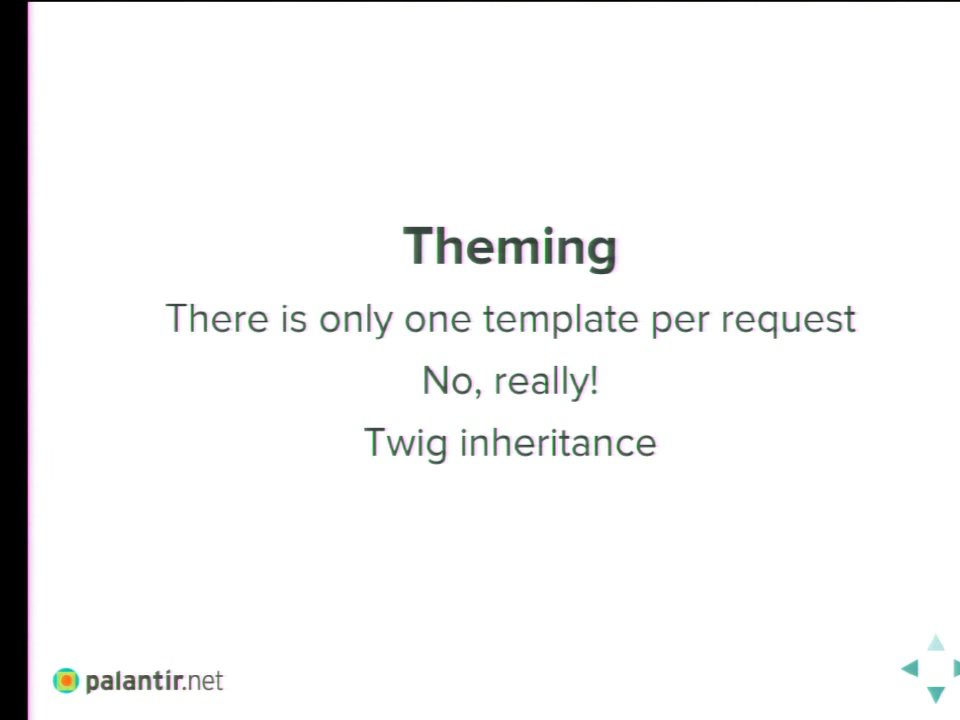 Theming
There is only one template per request
No, really!
Twig inheritance
palantir.net